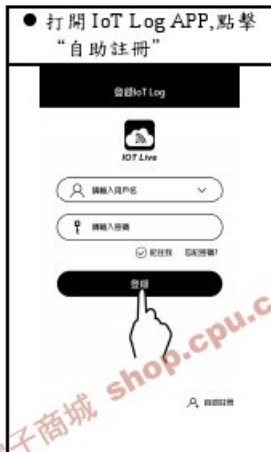 ● 打開 IoT Log APP,點擊
“自助註冊”
登錄IoT Log
IOT Live
請輸入用戶名
請輸入密碼
記住我 忘記密碼?
登錄
自助註冊
子商城 shop.cpu.c